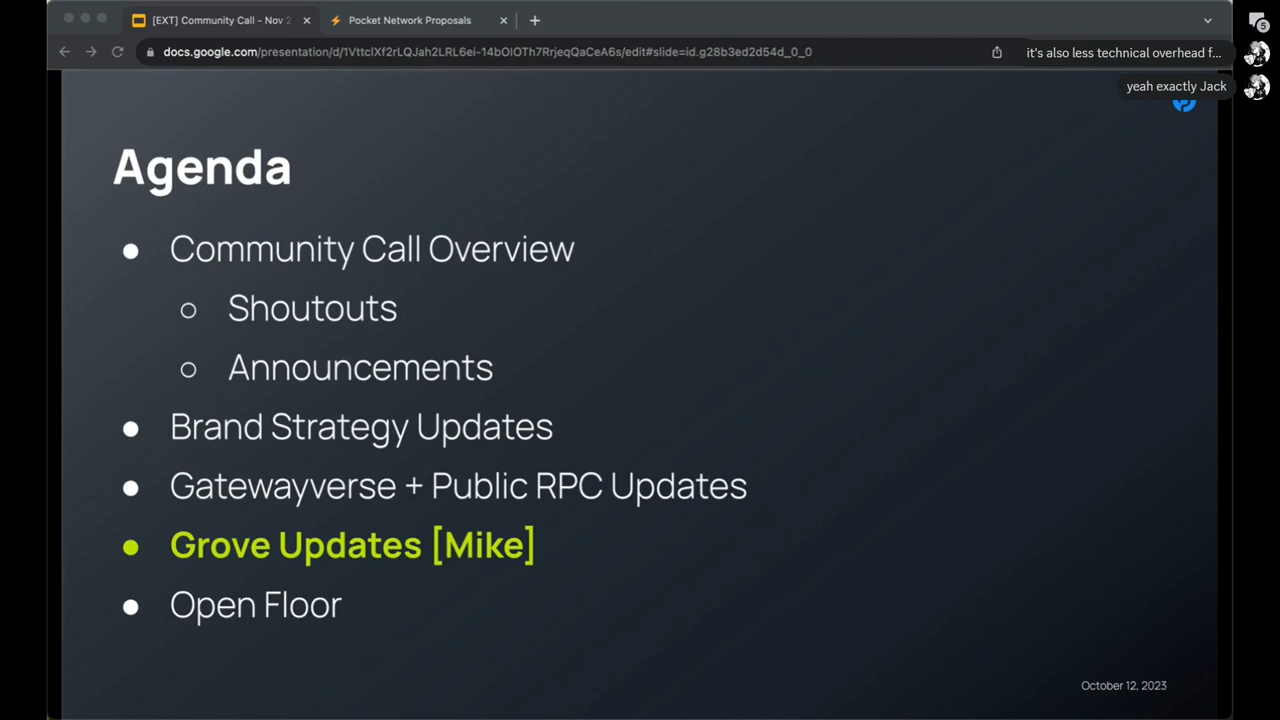 [EXT] Community Call - Nov 2
Pocket Network Proposals
5
docs.google.com/presentation/d/1VttclXf2rLQJah2LRL6ei-14bOlOTh7RrjeqQaCeA6s/edit#slide=id.g28b3ed2d54d_0_0
it's also less technical overhead f...
yeah exactly Jack
Agenda
Community Call Overview
Shoutouts
Announcements
Brand Strategy Updates
Gatewayverse + Public RPC Updates
Grove Updates [Mike]
Open Floor
October 12, 2023